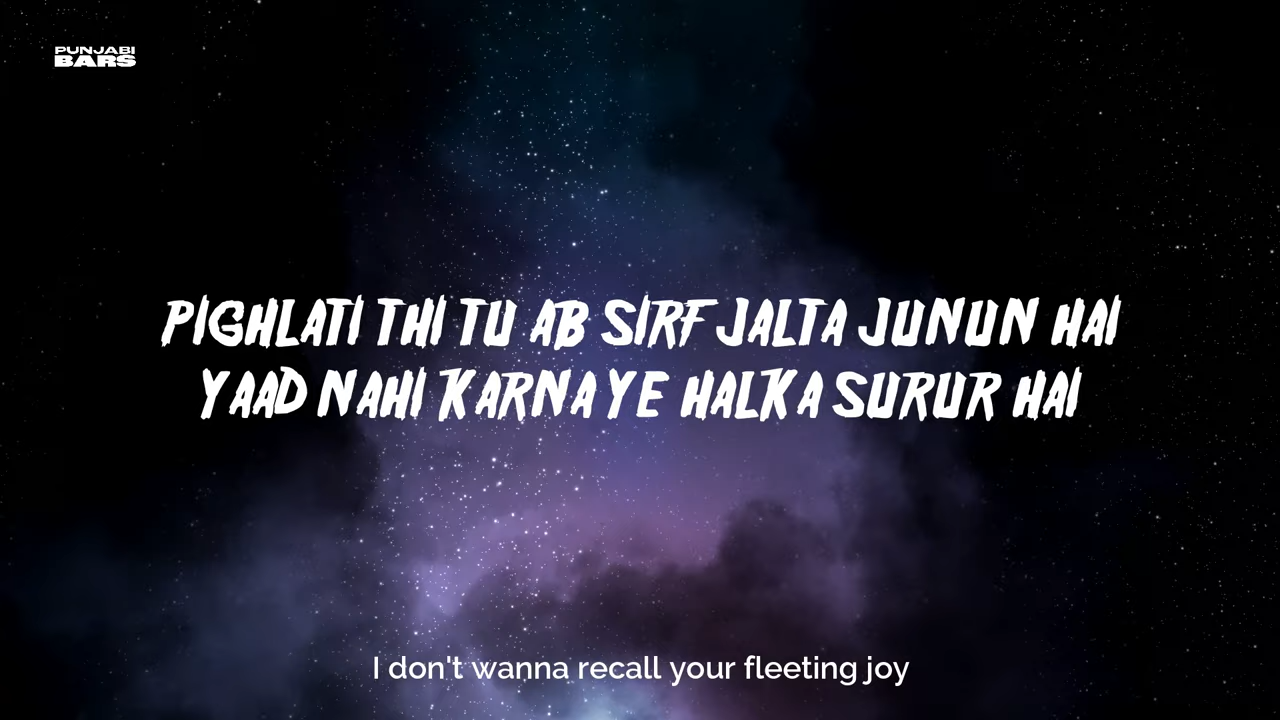 PUNJABI
BARS
PIGHLATI THI TU AB SIRF JALTA JUNUN HAI
YAAD NAHI KARNA YE HALKA SURUR HAI
I don't wanna recall your fleeting joy